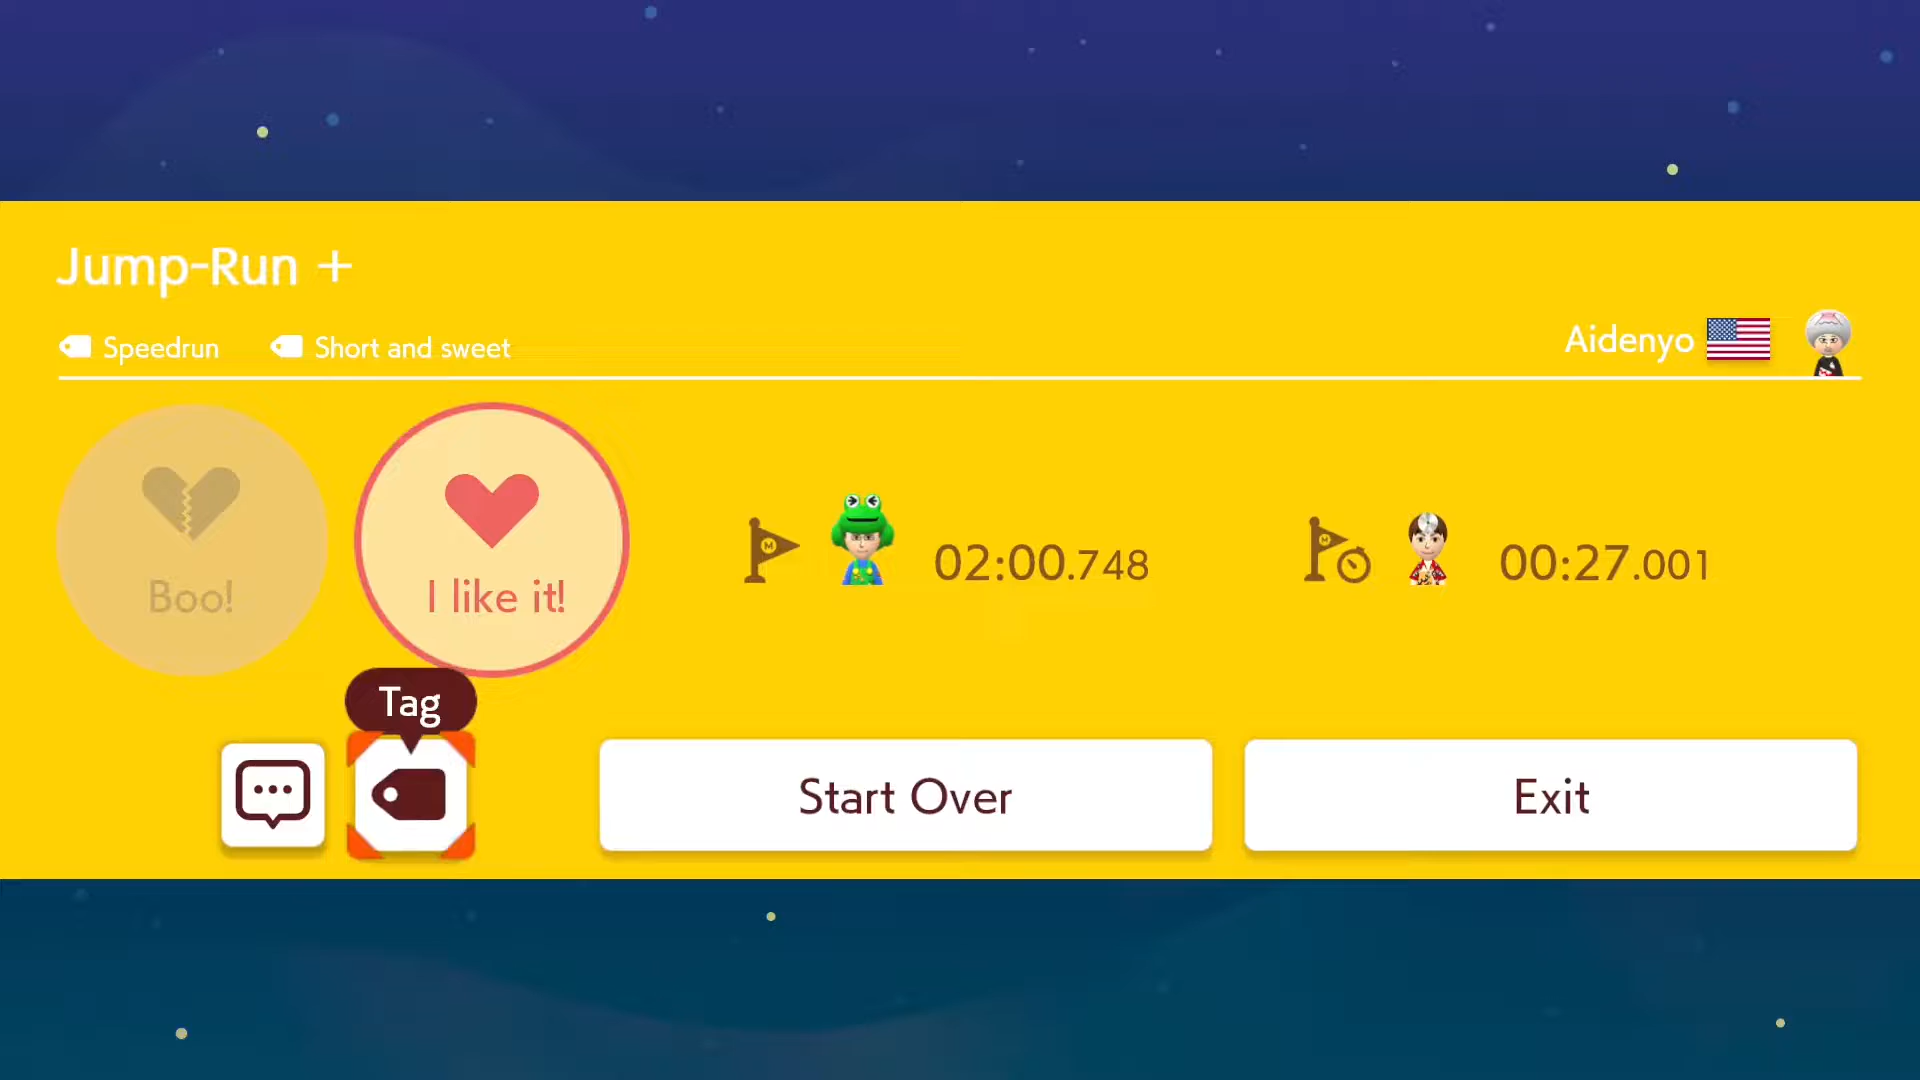 Jump-Run +
Speedrun Short and sweet
Aidenyo
Boo!
I like it!
M 02:00.748
M 00:27.001
Tag
Start Over
Exit